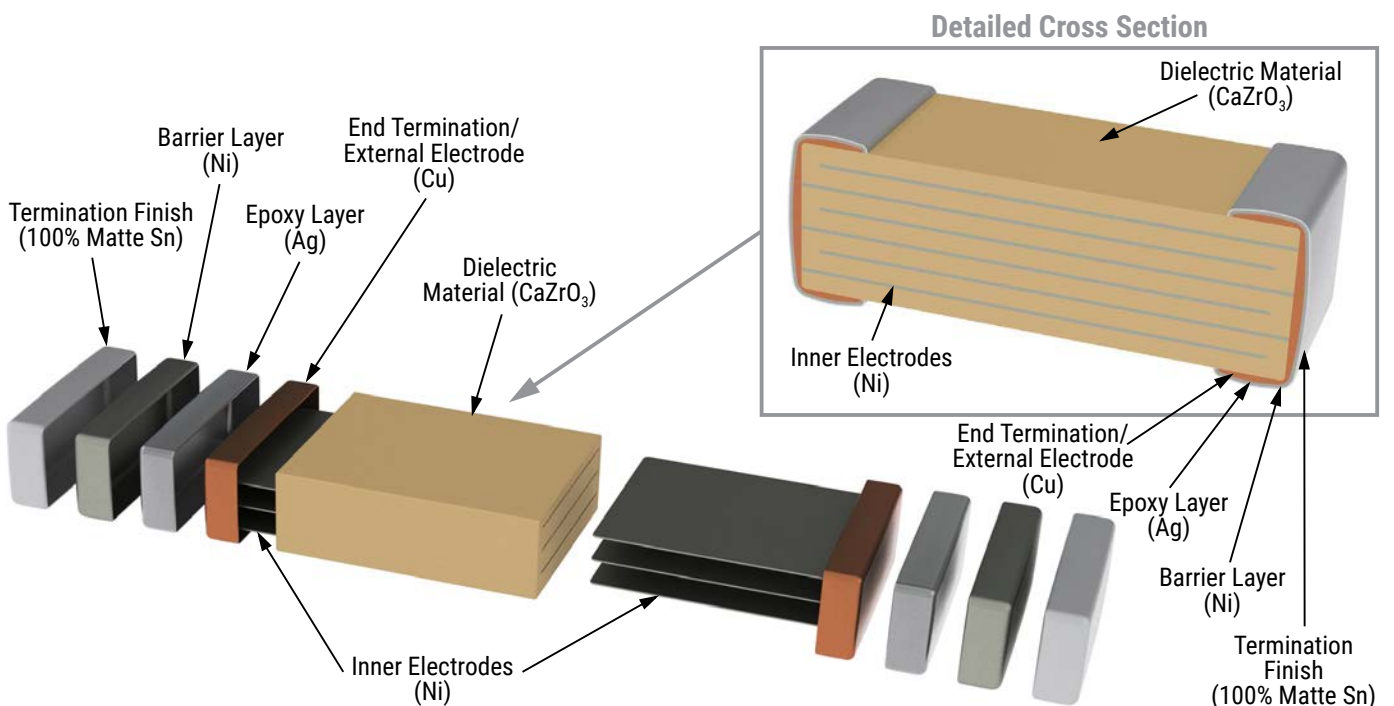 Detailed Cross Section
Dielectric Material
(CaZrO₃)
Inner Electrodes
(Ni)
End Termination/
External Electrode
(Cu)
Epoxy Layer
(Ag)
Barrier Layer
(Ni)
Termination
Finish
(100% Matte Sn)
End Termination/
External Electrode
(Cu)
Barrier Layer
(Ni)
Termination Finish
(100% Matte Sn)
Epoxy Layer
(Ag)
Dielectric
Material (CaZrO₃)
Inner Electrodes
(Ni)